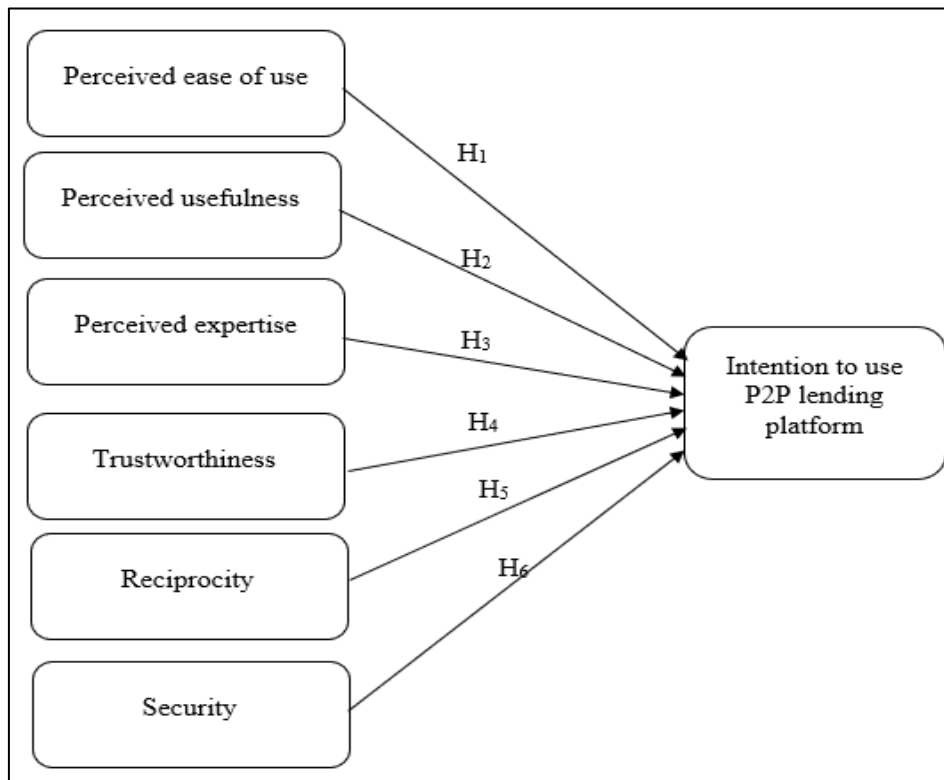 Perceived ease of use
H₁
Perceived usefulness
H₂
Perceived expertise
H₃
Intention to use
P2P lending
platform
H₄
Trustworthiness
H₅
Reciprocity
H₆
Security